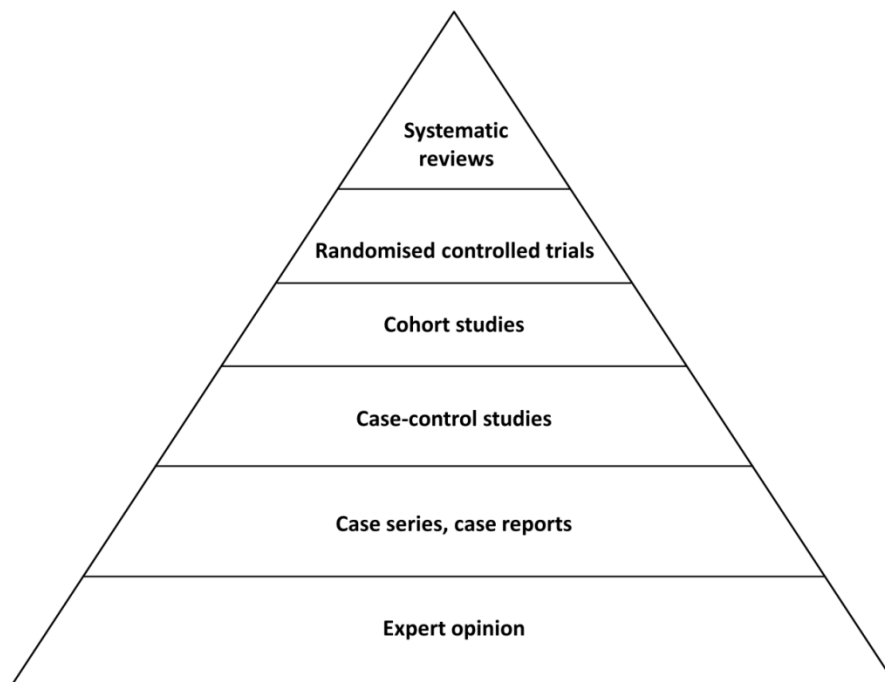 Systematic
reviews
Randomised controlled trials
Cohort studies
Case-control studies
Case series, case reports
Expert opinion